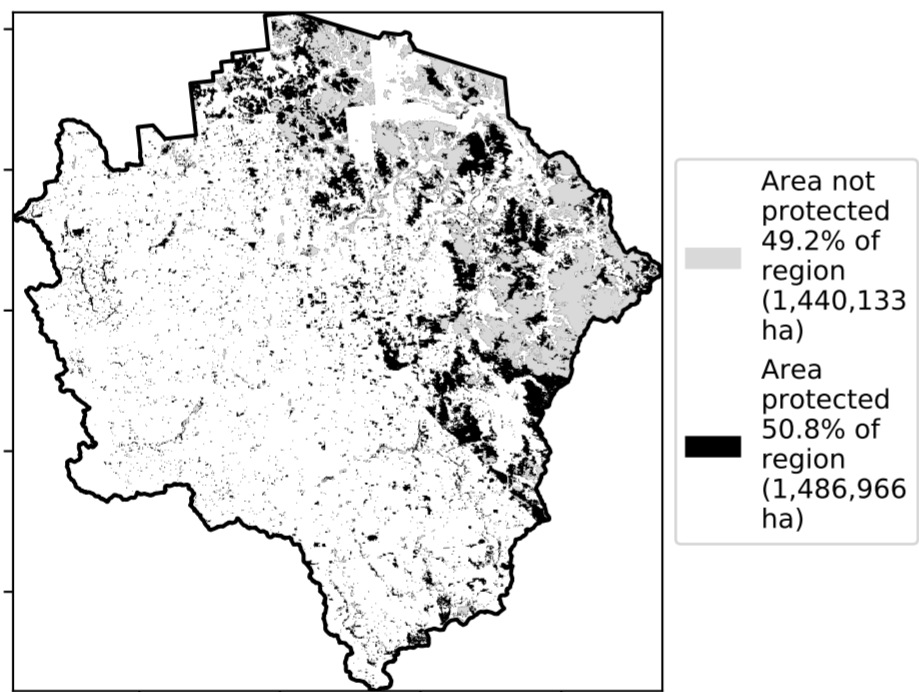 Area not
protected
49.2% of
region
(1,440,133
ha)
Area
protected
50.8% of
region
(1,486,966
ha)